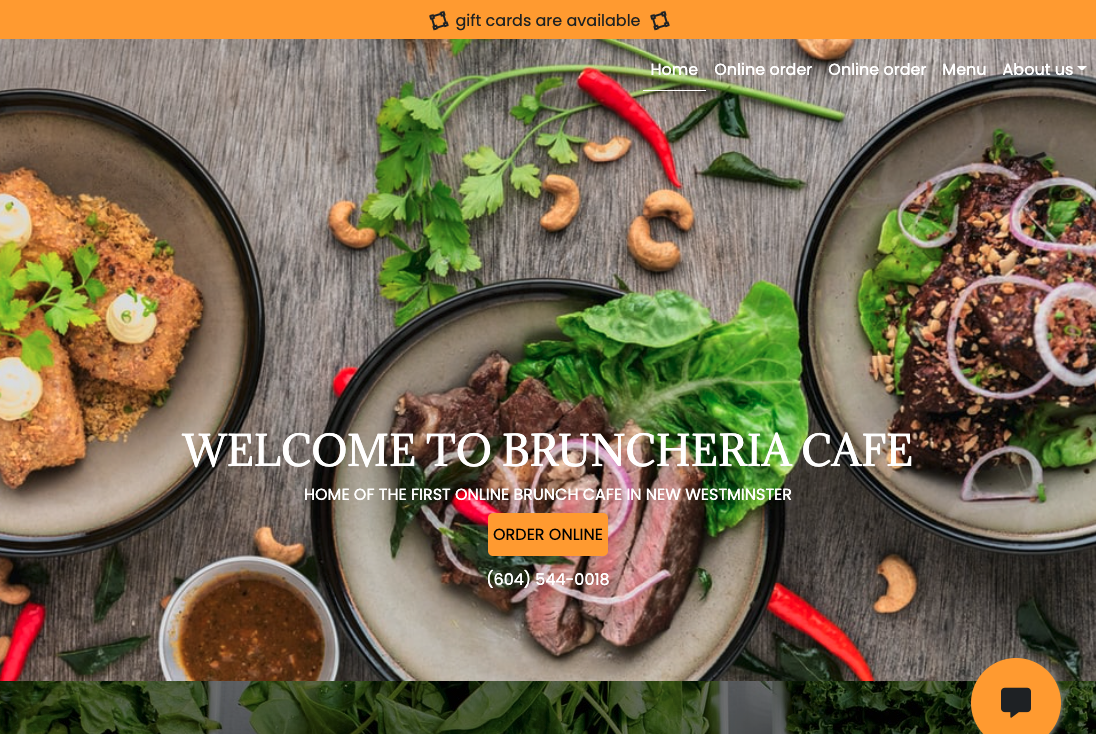 gift cards are available
Home Online order Online order Menu About us
WELCOME TO BRUNCHERIA CAFE
HOME OF THE FIRST ONLINE BRUNCH CAFE IN NEW WESTMINSTER
ORDER ONLINE
(604) 544-0018